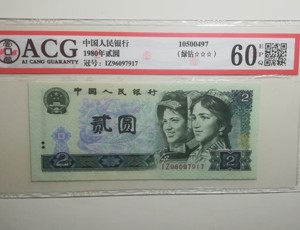 ACG
AI CANG GUARANTY
中国人民银行
1980年贰圆
冠号: IZ96097917
10500497
(绿钻☆☆☆)
60 EPQ
中国人民银行
贰圆
2
2
IZ96097917